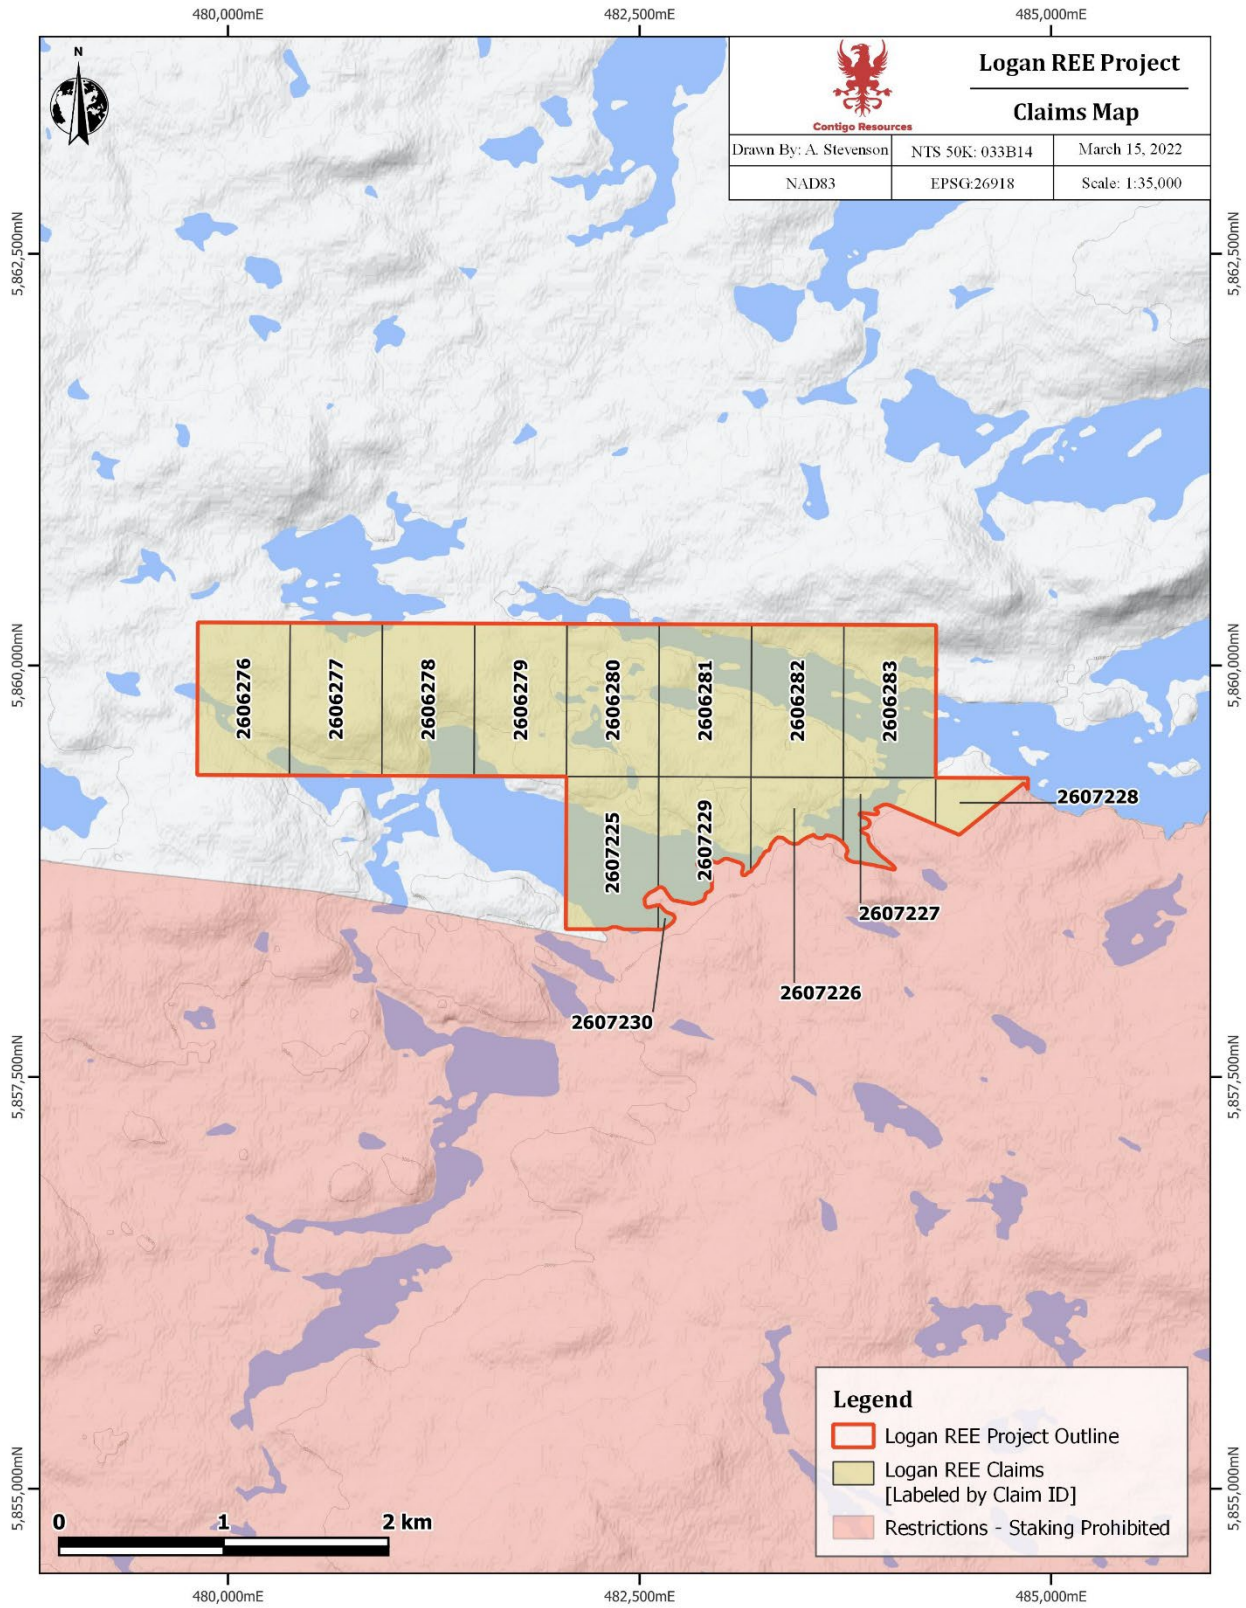 480,000mE
482,500mE
485,000mE
N
Contigo Resources
Logan REE Project
Claims Map
Drawn By: A. Stevenson
NTS 50K: 033B14
March 15, 2022
NAD83
EPSG:26918
Scale: 1:35,000
5,862,500mN
5,862,500mN
5,860,000mN
5,860,000mN
2606276
2606277
2606278
2606279
2606280
2606281
2606282
2606283
2607228
2607225
2607229
2607227
2607226
2607230
5,857,500mN
5,857,500mN
Legend
Logan REE Project Outline
Logan REE Claims
[Labeled by Claim ID]
Restrictions - Staking Prohibited
5,855,000mN
5,855,000mN
0
1
2 km
480,000mE
482,500mE
485,000mE